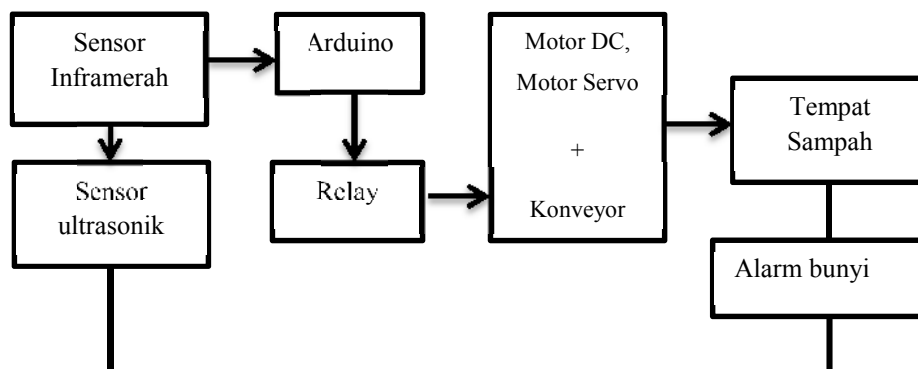 Sensor
Inframerah
Arduino
Motor DC,
Motor Servo
+
Konveyor
Tempat
Sampah
Sensor
ultrasonik
Relay
Alarm bunyi